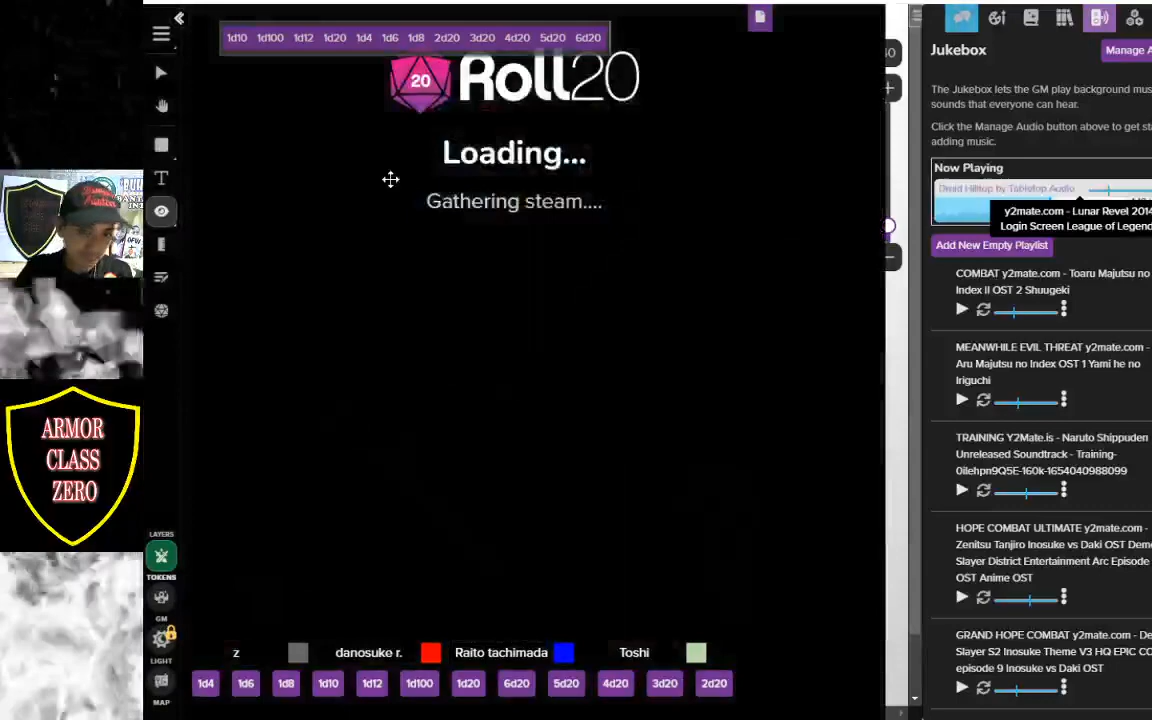 1d10 1d100 1d12 1d20 1d4 1d6 1d8 2d20 3d20 4d20 5d20 6d20
20 Roll20
Loading...
Gathering steam....
ARMOR
CLASS
ZERO
LAYERS
TOKENS
GM
LIGHT
MAP
z danosuke r. Raito tachimada Toshi
1d4 1d6 1d8 1d10 1d12 1d100 1d20 6d20 5d20 4d20 3d20 2d20
Jukebox
Manage A
The Jukebox lets the GM play background mus
sounds that everyone can hear.
Click the Manage Audio button above to get sta
adding music.
Now Playing
Druid Hilltop by Tabletop Audio
y2mate.com - Lunar Revel 2014
Login Screen League of Legend
Add New Empty Playlist
COMBAT y2mate.com - Toaru Majutsu no
Index II OST 2 Shuugeki
MEANWHILE EVIL THREAT y2mate.com -
Aru Majutsu no Index OST 1 Yami he no
Iriguchi
TRAINING Y2Mate.is - Naruto Shippuden
Unreleased Soundtrack - Training-
HOPE COMBAT ULTIMATE y2mate.com -
Zenitsu Tanjiro Inosuke vs Daki OST Demo
Slayer District Entertainment Arc Episode
OST Anime OST
GRAND HOPE COMBAT y2mate.com - De
Slayer S2 Inosuke Theme V3 HQ EPIC CO
episode 9 Inosuke vs Daki OST